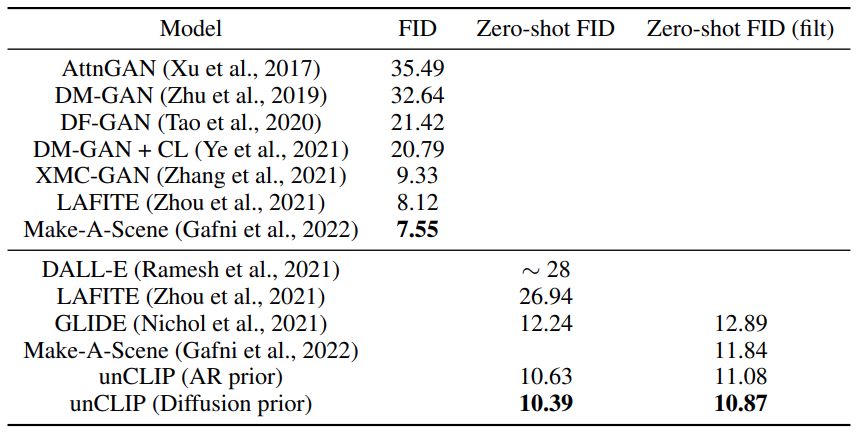 Model FID Zero-shot FID Zero-shot FID (filt)
AttnGAN (Xu et al., 2017) 35.49
DM-GAN (Zhu et al., 2019) 32.64
DF-GAN (Tao et al., 2020) 21.42
DM-GAN + CL (Ye et al., 2021) 20.79
XMC-GAN (Zhang et al., 2021) 9.33
LAFITE (Zhou et al., 2021) 8.12
Make-A-Scene (Gafni et al., 2022) 7.55
DALL-E (Ramesh et al., 2021) ∼ 28
LAFITE (Zhou et al., 2021) 26.94
GLIDE (Nichol et al., 2021) 12.24 12.89
Make-A-Scene (Gafni et al., 2022) 11.84
unCLIP (AR prior) 10.63 11.08
unCLIP (Diffusion prior) 10.39 10.87